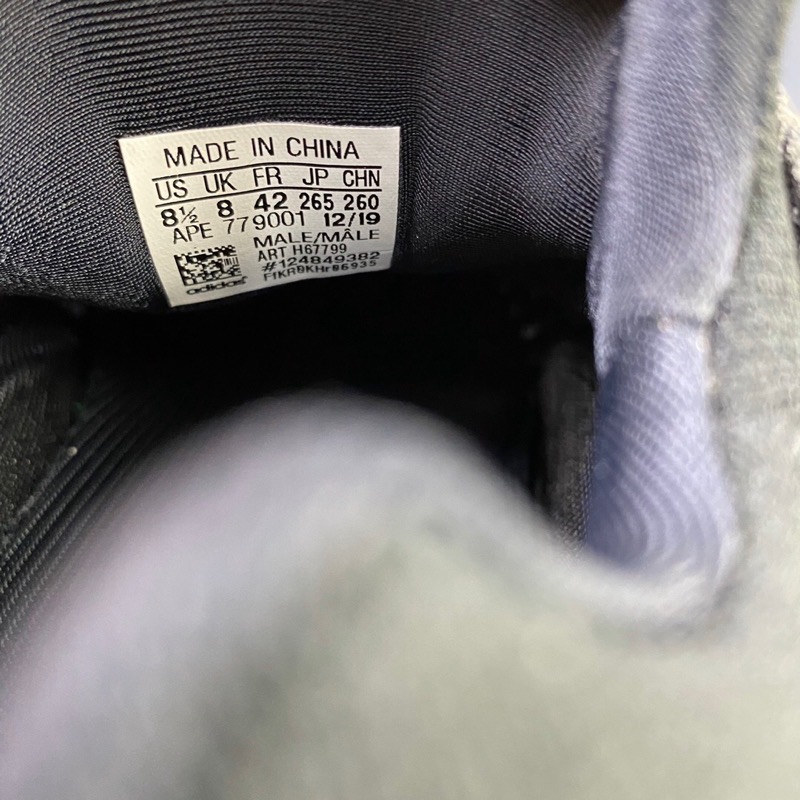 MADE IN CHINA
US UK FR JP CHN
8½ 8 42 265 260
APE 779001 12/19
MALE/MÂLE
ART H67799
#124849382
FfKR0KHr06935
adidas